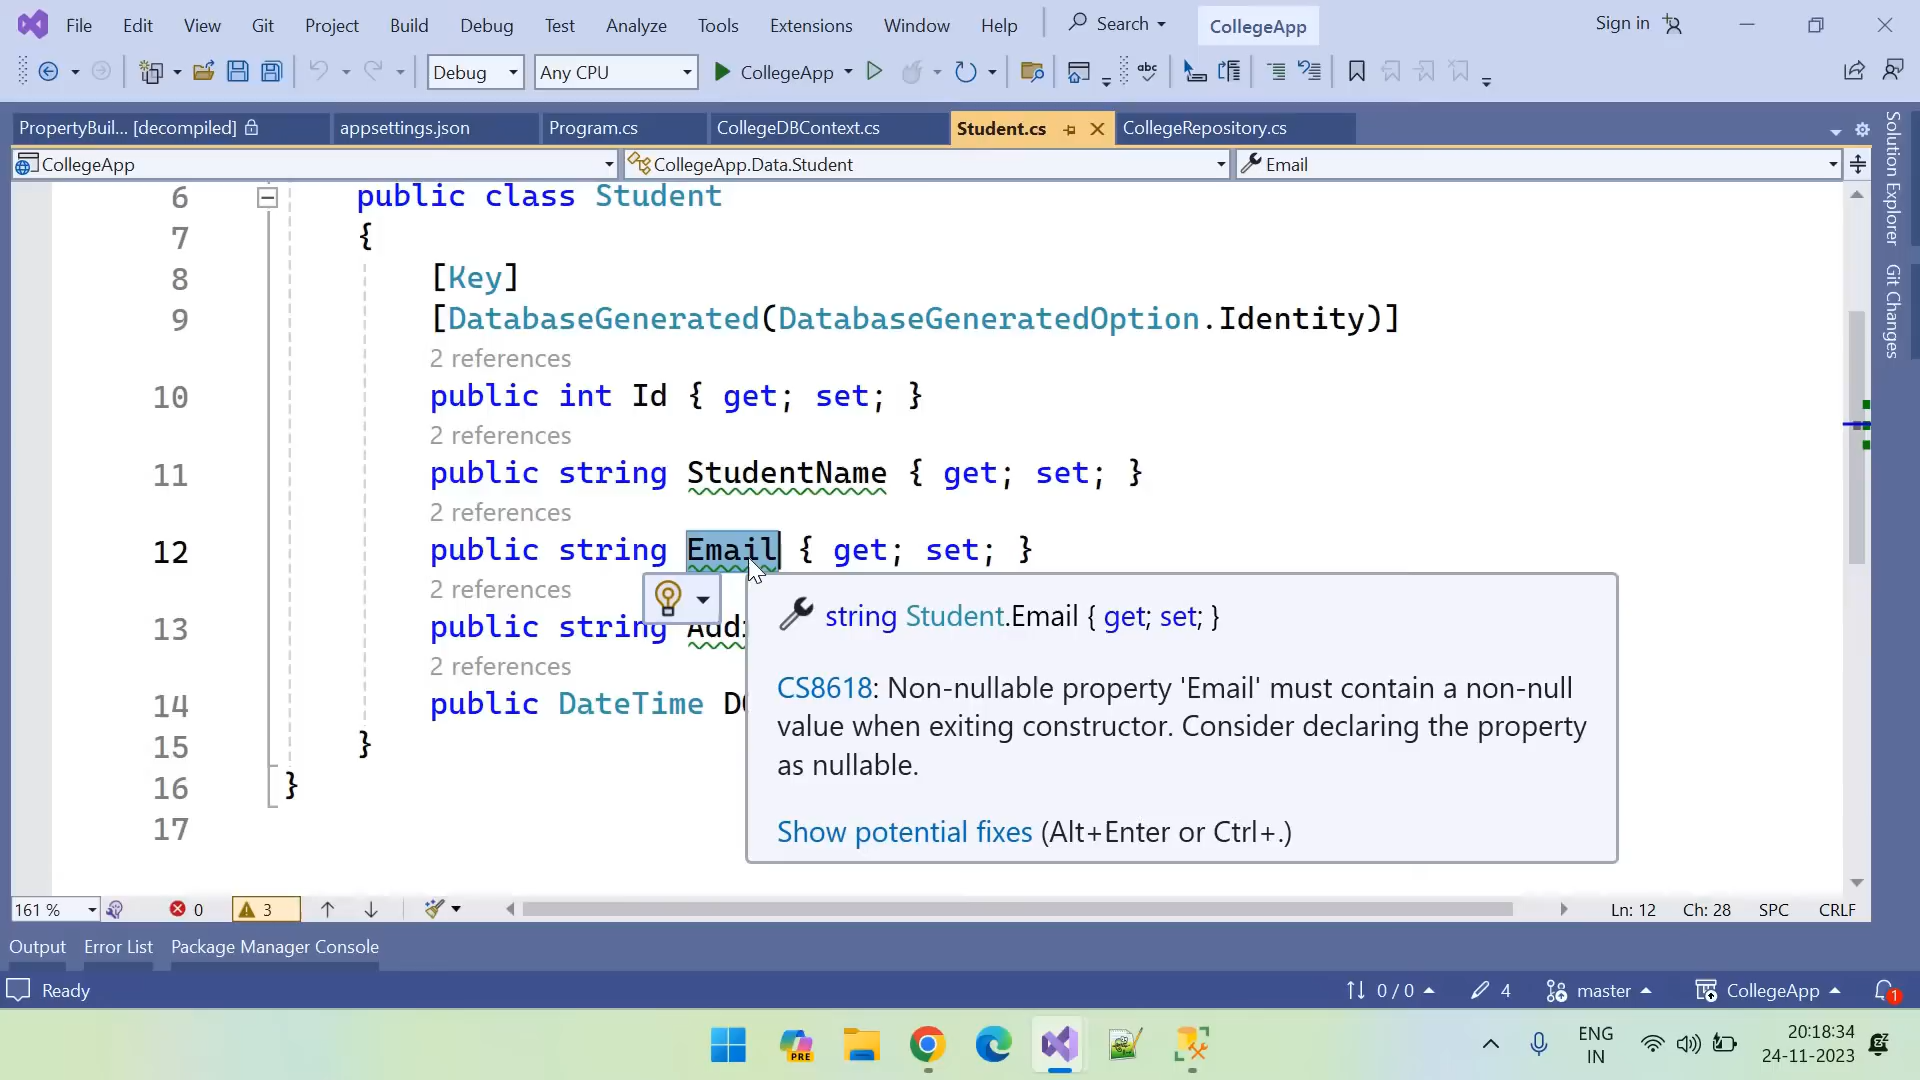 File Edit View Git Project Build Debug Test Analyze Tools Extensions Window Help Search CollegeApp Sign in
Debug Any CPU CollegeApp abc
PropertyBuil... [decompiled] appsettings.json Program.cs CollegeDBContext.cs Student.cs CollegeRepository.cs
CollegeApp CollegeApp.Data.Student Email
Solution Explorer
Git Changes
6 public class Student
7 {
8 [Key]
9 [DatabaseGenerated(DatabaseGeneratedOption.Identity)]
2 references
10 public int Id { get; set; }
2 references
11 public string StudentName { get; set; }
2 references
12 public string Email { get; set; }
2 references
13 public string
2 references
14 public DateTime
15 }
16 }
17
string Student.Email { get; set; }
CS8618: Non-nullable property 'Email' must contain a non-null
value when exiting constructor. Consider declaring the property
as nullable.
Show potential fixes (Alt+Enter or Ctrl+.)
161 % 0 3 Ln: 12 Ch: 28 SPC CRLF
Output Error List Package Manager Console
Ready 0 / 0 4 master CollegeApp 1
PRE
ENG
IN
20:18:34
24-11-2023